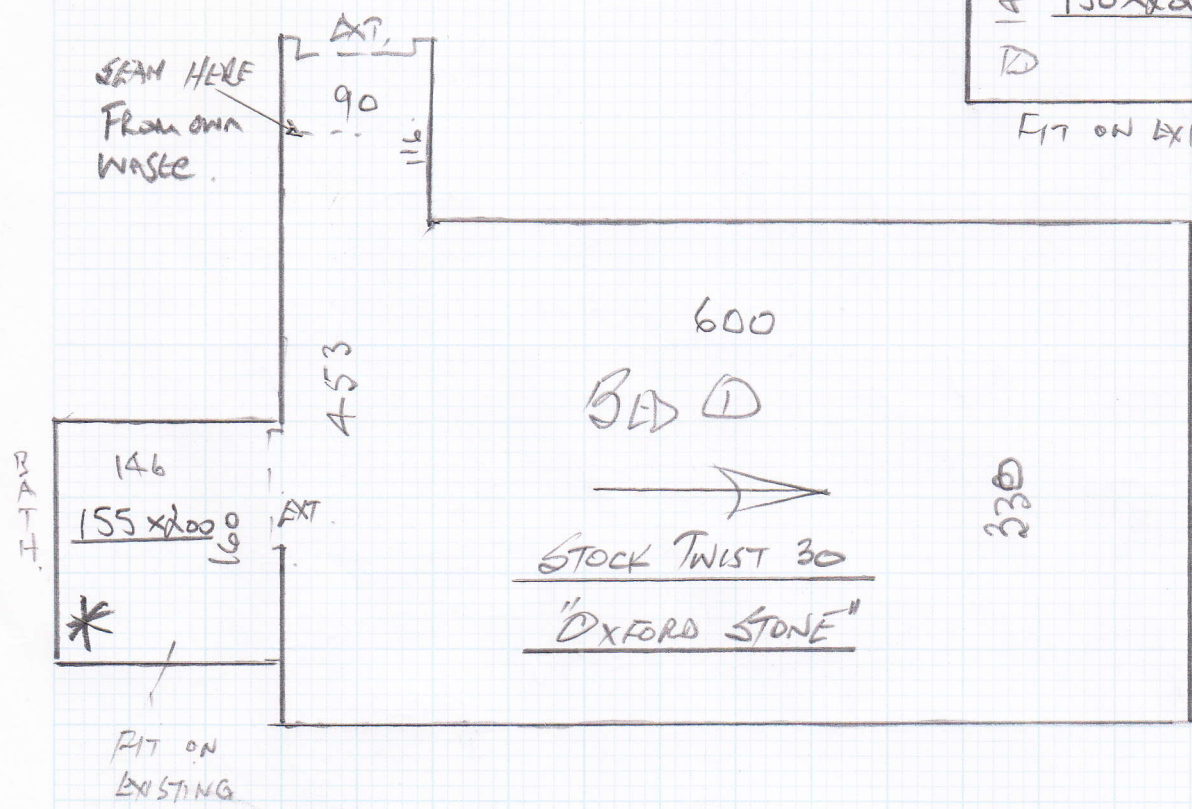 EXT.
SEAM HERE
FROM OWN
WASTE.
90
116
FIT ON
600
453
BED 1
330
STOCK TWIST 30
"OXFORD STONE"
EXT
BATH.
146
155 x 200
160
*
FIT ON
EXISTING